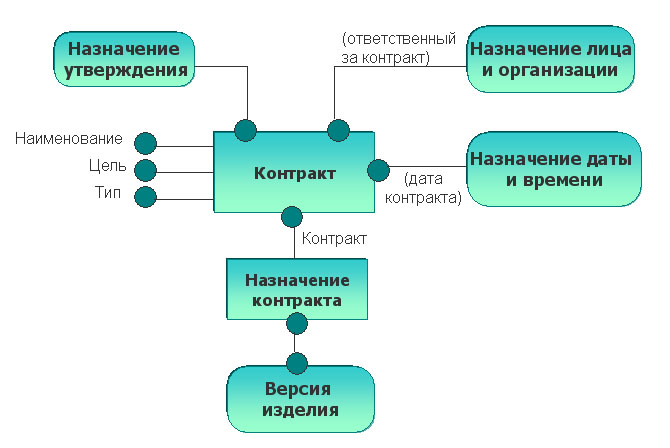 Назначение
утверждения
(ответственный
за контракт)
Назначение лица
и организации
Наименование
Цель
Тип
Контракт
(дата
контракта)
Назначение даты
и времени
Контракт
Назначение
контракта
Версия
изделия